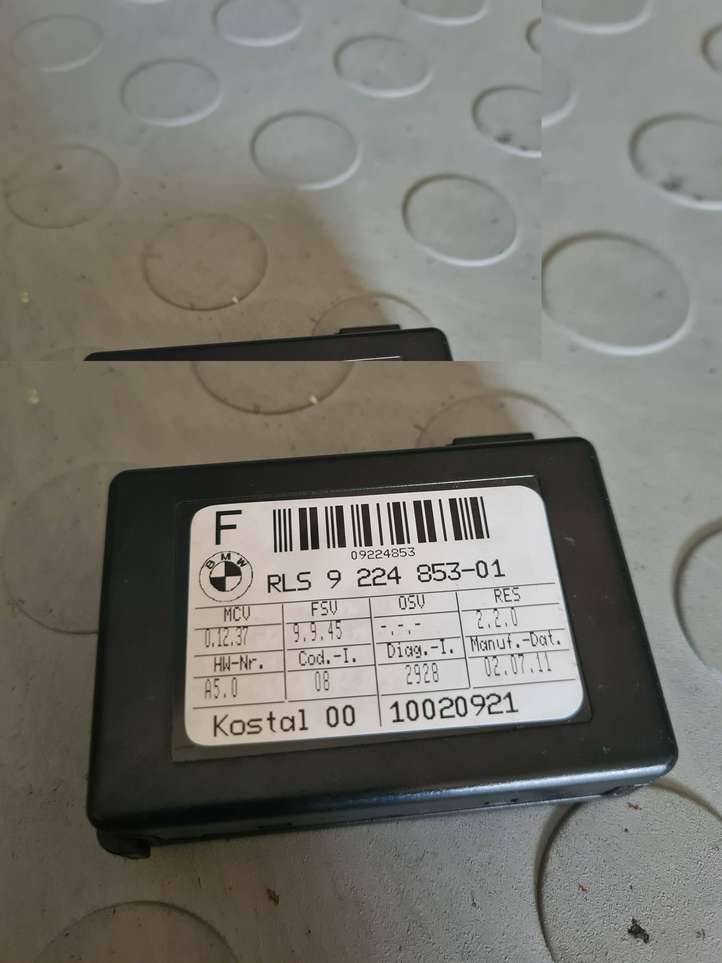 F
09224853
BMW
RLS 9 224 853-01
MCV FSV OSV RES
0.12.37 9.9.45 -.-.- 2.2.0
HW-Nr. Cod.-I. Diag.-I. Manuf.-Dat.
A5.0 08 2928 02.07.11
Kostal 00 10020921